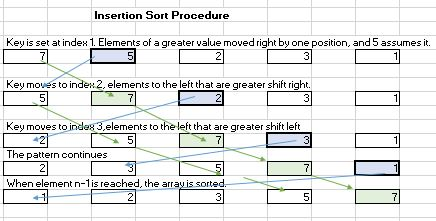 Insertion Sort Procedure
Key is set at index 1. Elements of a greater value moved right by one position, and 5 assumes it.
7 5 2 3 1
Key moves to index 2, elements to the left that are greater shift right.
5 7 2 3 1
Key moves to index 3,elements to the left that are greater shift left
2 5 7 3 1
The pattern continues
2 3 5 7 1
When element n-1 is reached, the array is sorted.
1 2 3 5 7